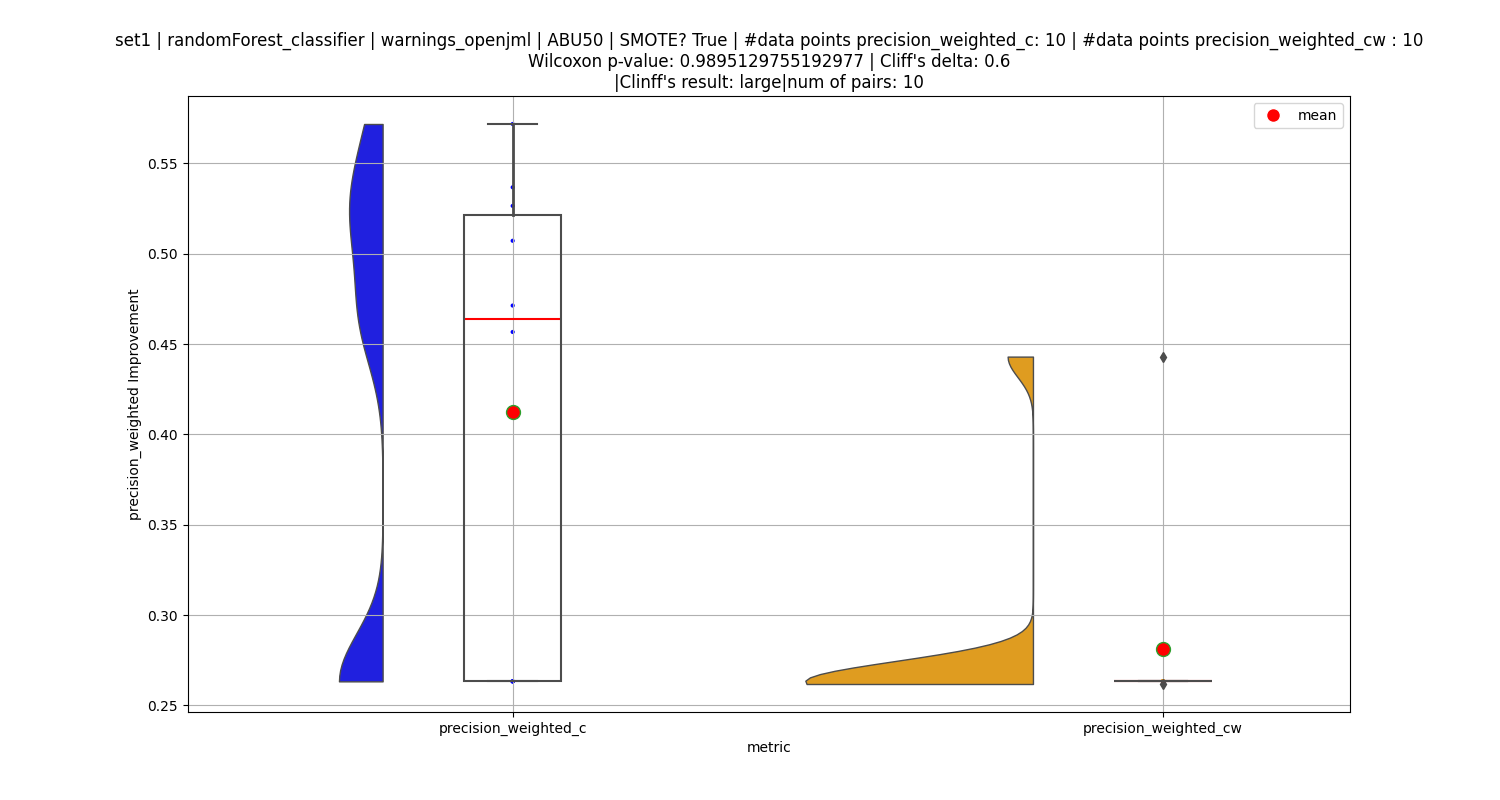 set1 | randomForest_classifier | warnings_openjml | ABU50 | SMOTE? True | #data points precision_weighted_c: 10 | #data points precision_weighted_cw : 10
Wilcoxon p-value: 0.9895129755192977 | Cliff's delta: 0.6
|Clinff's result: large|num of pairs: 10
mean
0.55
0.50
0.45
0.40
0.35
0.30
0.25
precision_weighted Improvement
precision_weighted_c
precision_weighted_cw
metric